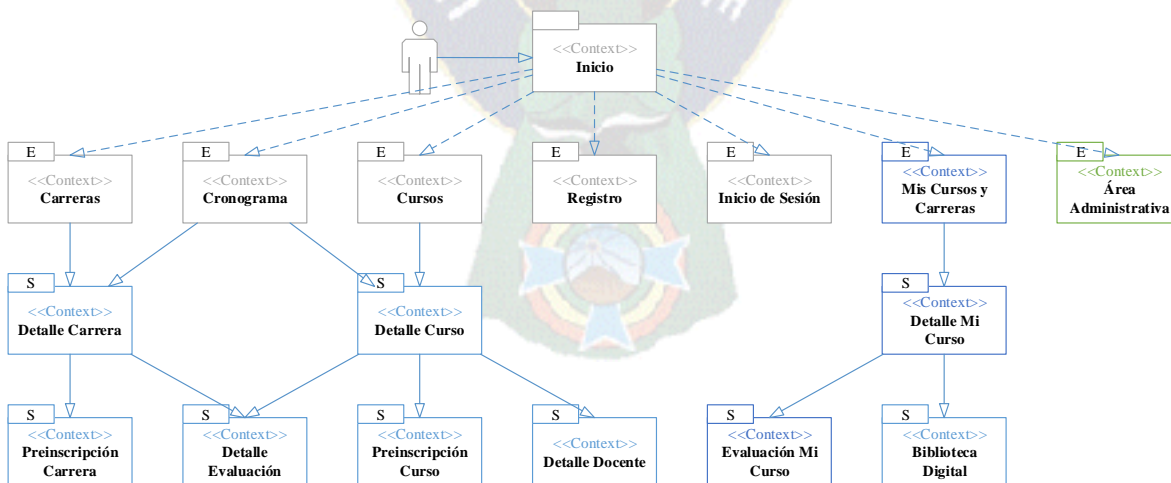 <<Context>>
Inicio
E
<<Context>>
Carreras
E
<<Context>>
Cronograma
E
<<Context>>
Cursos
E
<<Context>>
Registro
E
<<Context>>
Inicio de Sesión
E
<<Context>>
Mis Cursos y
Carreras
E
<<Context>>
Área
Administrativa
S
<<Context>>
Detalle Carrera
S
<<Context>>
Detalle Curso
S
<<Context>>
Detalle Mi
Curso
S
<<Context>>
Preinscripción
Carrera
S
<<Context>>
Detalle
Evaluación
S
<<Context>>
Preinscripción
Curso
S
<<Context>>
Detalle Docente
S
<<Context>>
Evaluación Mi
Curso
S
<<Context>>
Biblioteca
Digital